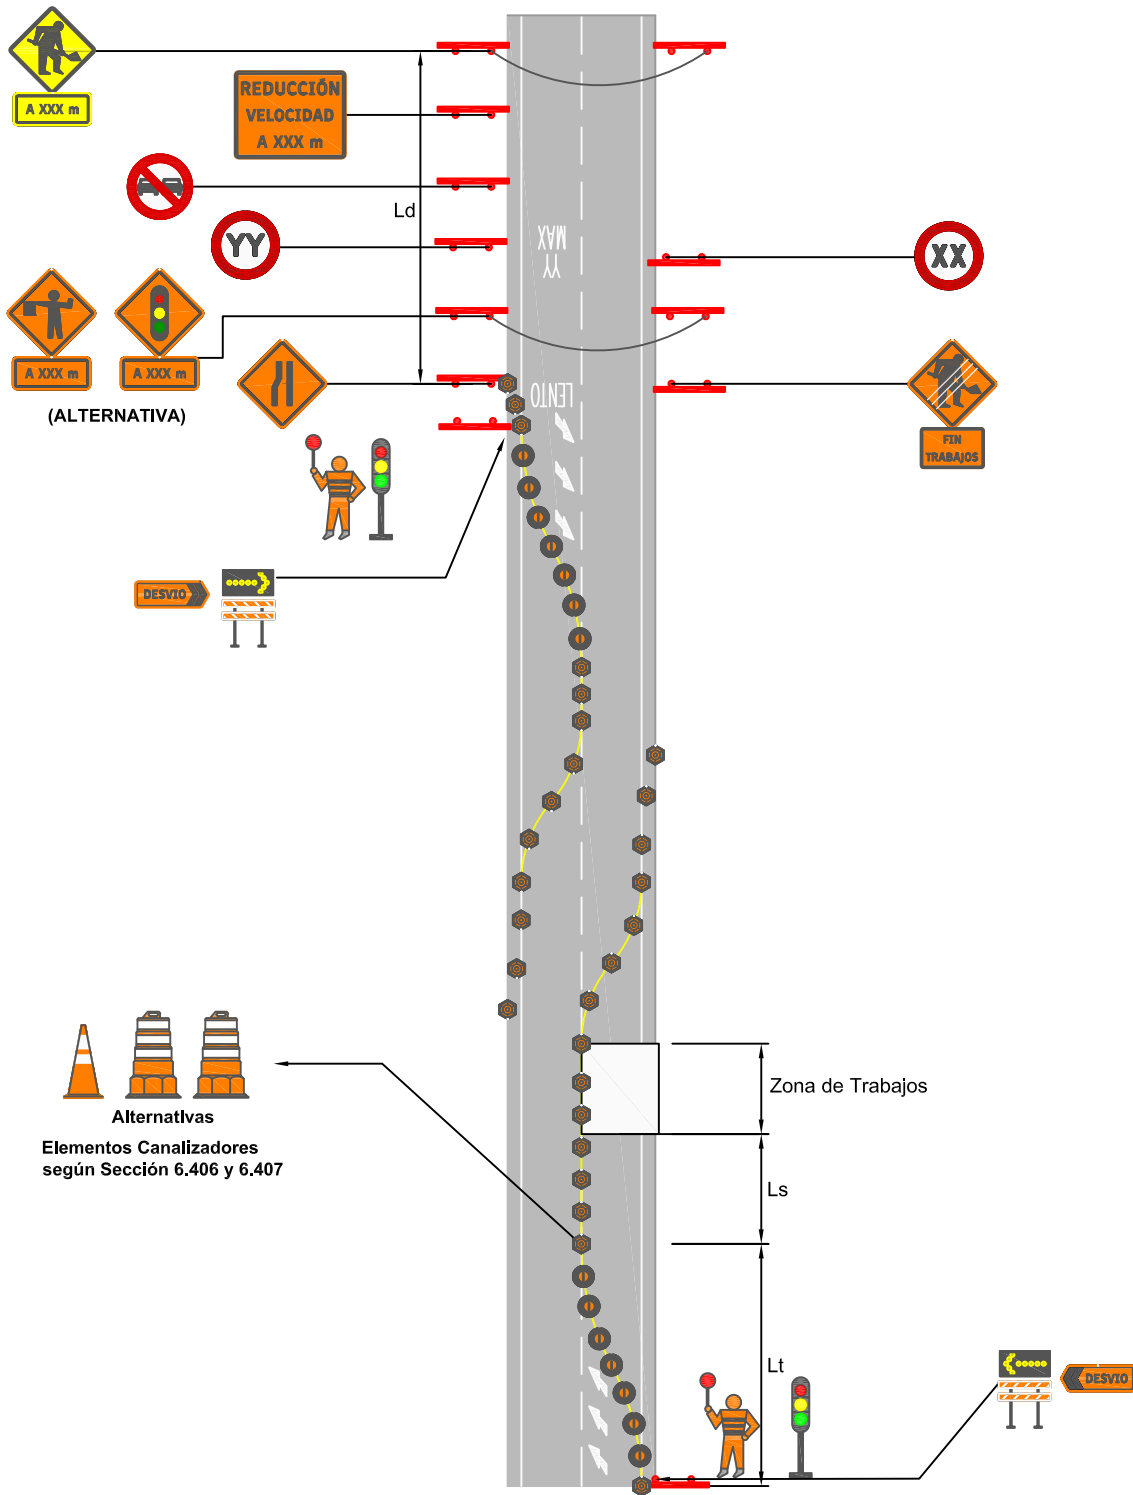 A XXX m
REDUCCIÓN
VELOCIDAD
A XXX m
Ld
YY
YY
MAX
XX
A XXX m
A XXX m
(ALTERNATIVA)
LENTO
FIN
TRABAJOS
DESVIO
Zona de Trabajos
Alternativas
Elementos Canalizadores
según Sección 6.406 y 6.407
Ls
Lt
DESVIO